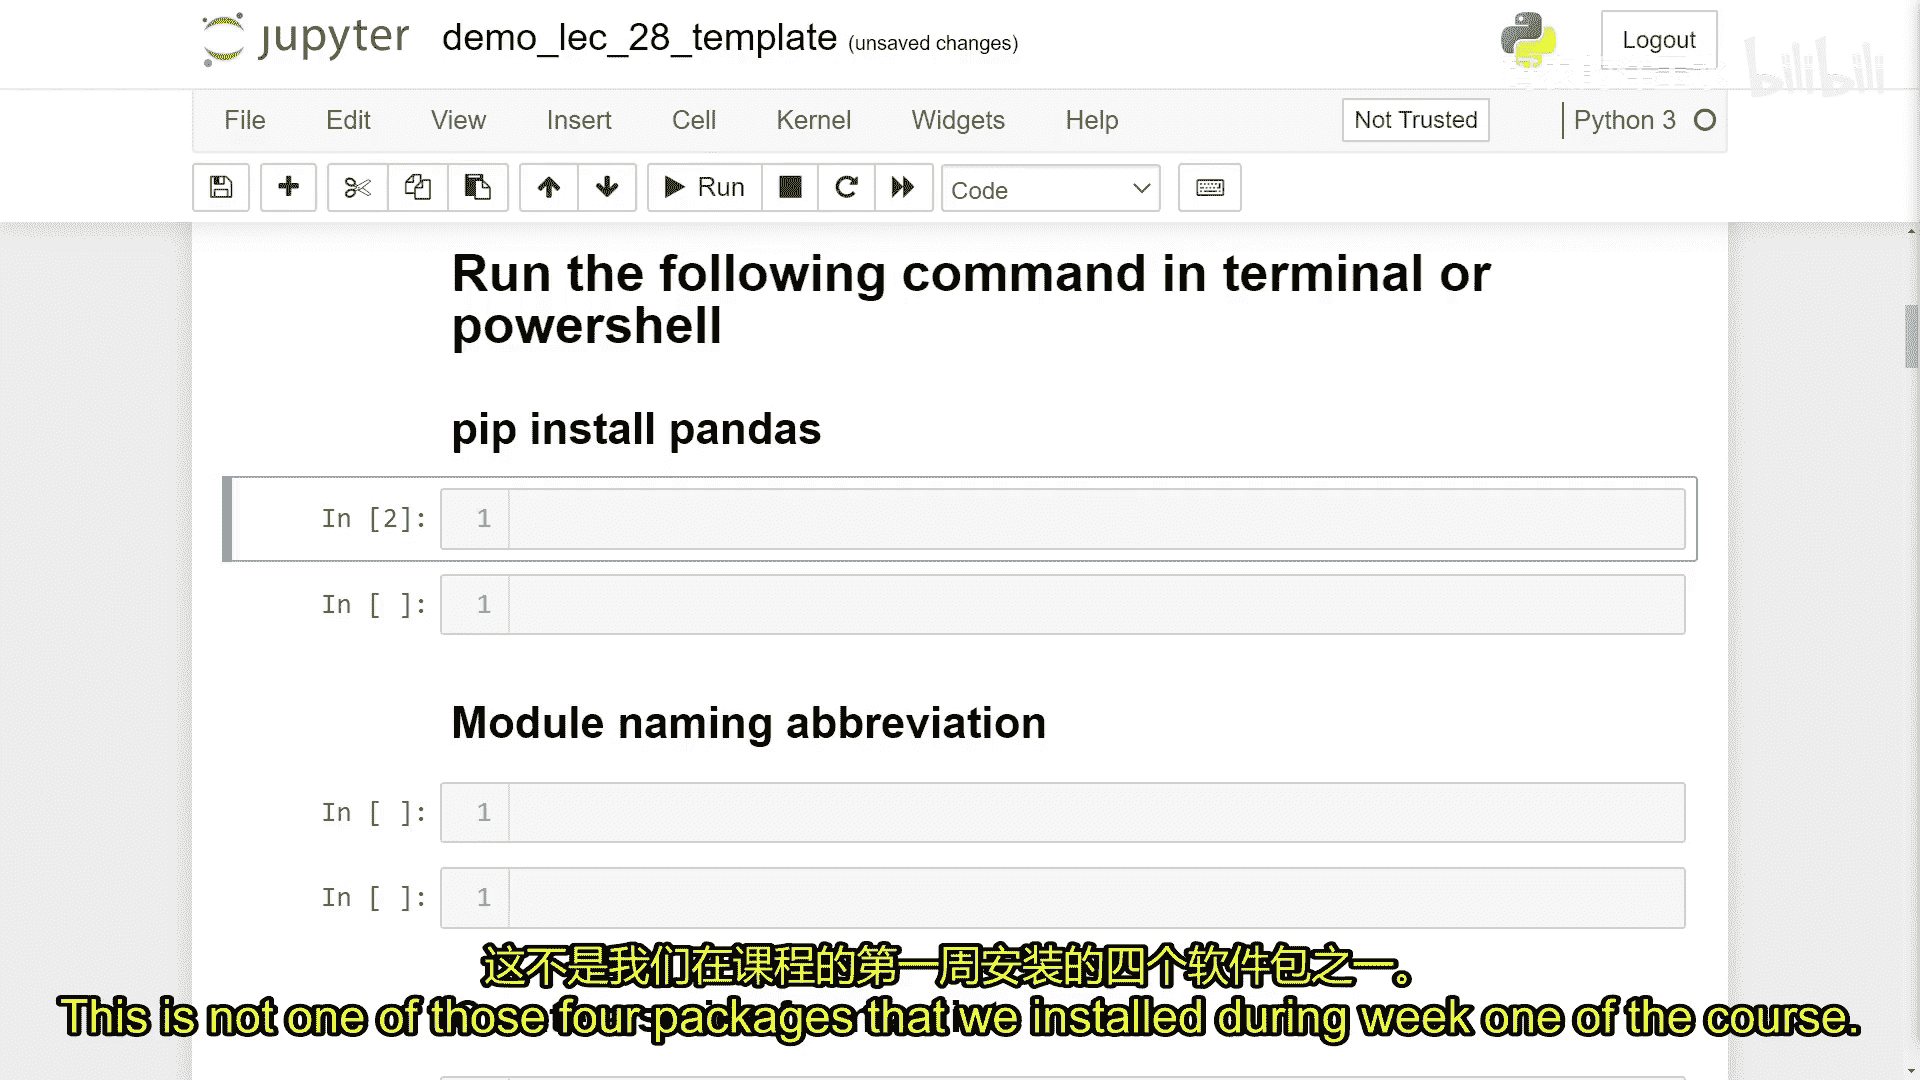 jupyter demo_lec_28_template (unsaved changes)
Logout
bilibili
File Edit View Insert Cell Kernel Widgets Help Not Trusted Python 3
Run Code
Run the following command in terminal or
powershell
pip install pandas
In [2]: 1
In [ ]: 1
Module naming abbreviation
In [ ]: 1
In [ ]: 1
这不是我们在课程的第一周安装的四个软件包之一。
This is not one of those four packages that we installed during week one of the course.